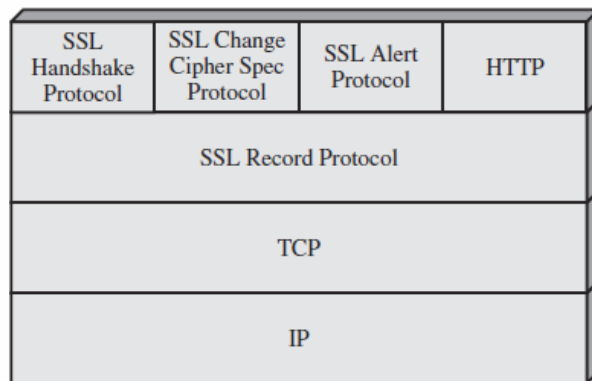 SSL
Handshake
Protocol
SSL Change
Cipher Spec
Protocol
SSL Alert
Protocol
HTTP
SSL Record Protocol
TCP
IP